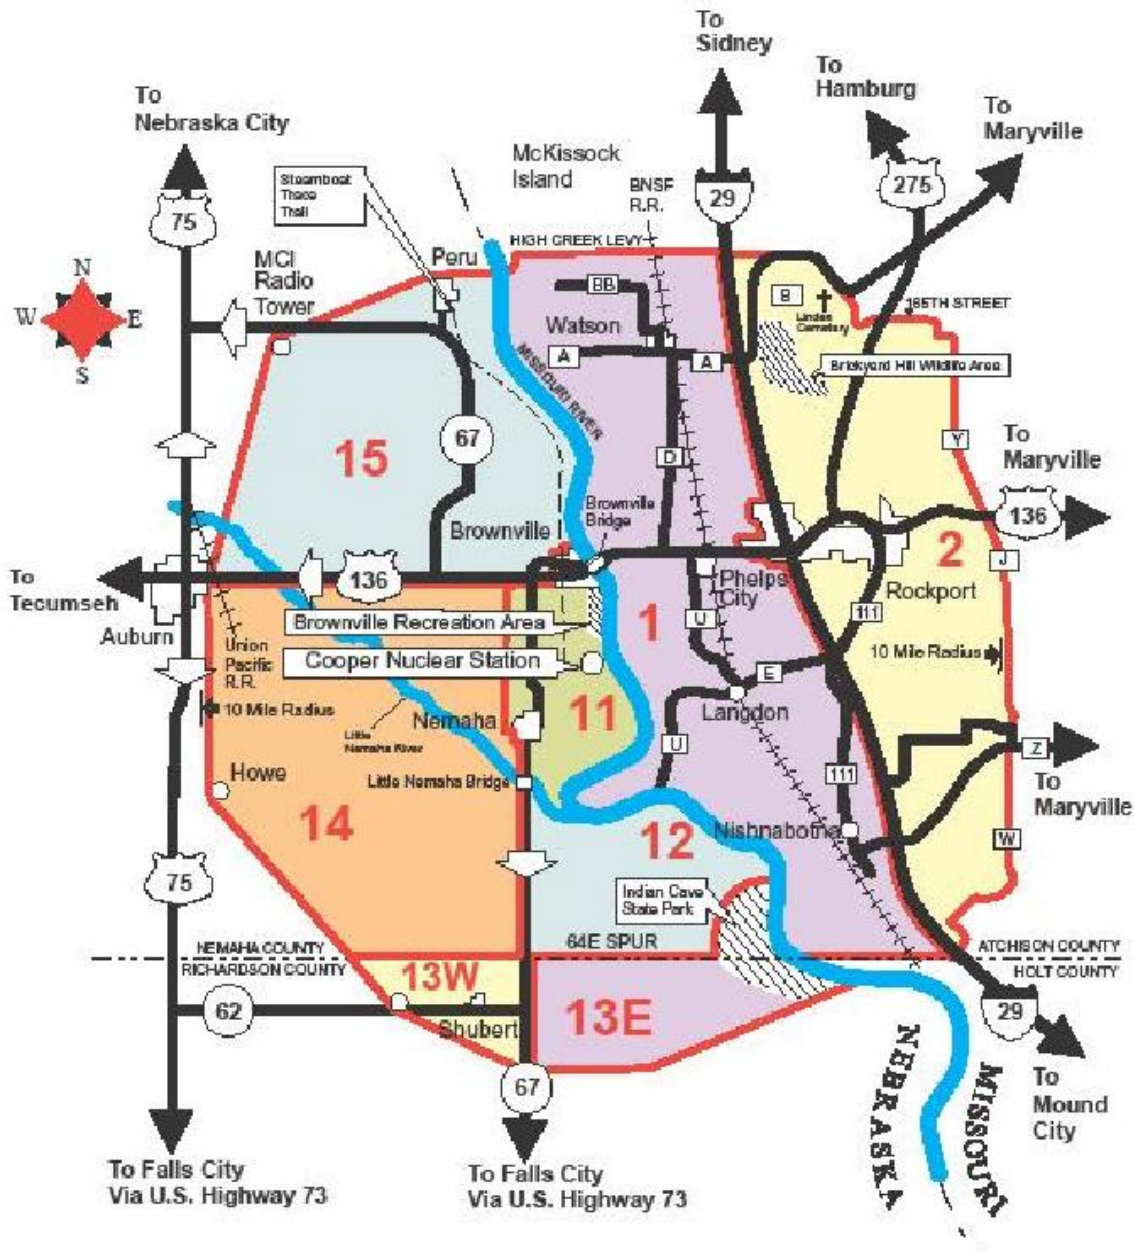 To
Sidney
To
Hamburg
To
Maryville
To
Nebraska City
McKissock
Island
BNSF
R.R.
Steamboat
Trace
Trail
29
275
75
HIGH CREEK LEVY
MCI
Radio
Tower
Peru
N
W E
S
BB
B
Linden
Cemetery
165TH STREET
Watson
A
A
Brickyard Hill Wildlife Area
MISSOURI RIVER
67
15
D
Y
To
Maryville
136
Brownville
Bridge
Brownville
2
J
To
Tecumseh
136
Phelps
City
Rockport
Auburn
Brownville Recreation Area
1
U
111
Union
Pacific
R.R.
Cooper Nuclear Station
10 Mile Radius
E
10 Mile Radius
Nemaha
11
Langdon
Little
Nemaha River
U
Z
Howe
Little Nemaha Bridge
111
To
Maryville
14
12
Nishnabotna
W
75
Indian Cave
State Park
NEMAHA COUNTY
64E SPUR
ATCHISON COUNTY
RICHARDSON COUNTY
HOLT COUNTY
13W
62
Shubert
13E
29
67
NEBRASKA
MISSOURI
To
Mound
City
To Falls City
Via U.S. Highway 73
To Falls City
Via U.S. Highway 73